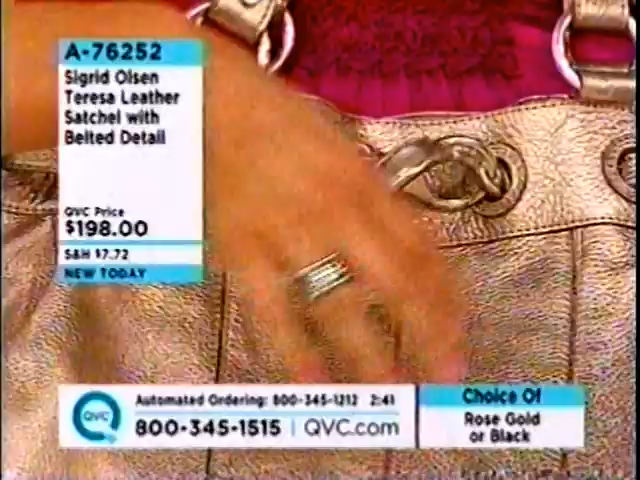 A-76252
Sigrid Olsen
Teresa Leather
Satchel with
Belted Detail
QVC Price
$198.00
S&H $7.72
NEW TODAY
QVC
Automated Ordering: 800-345-1212 2:41
800-345-1515 | QVC.com
Choice Of
Rose Gold
or Black